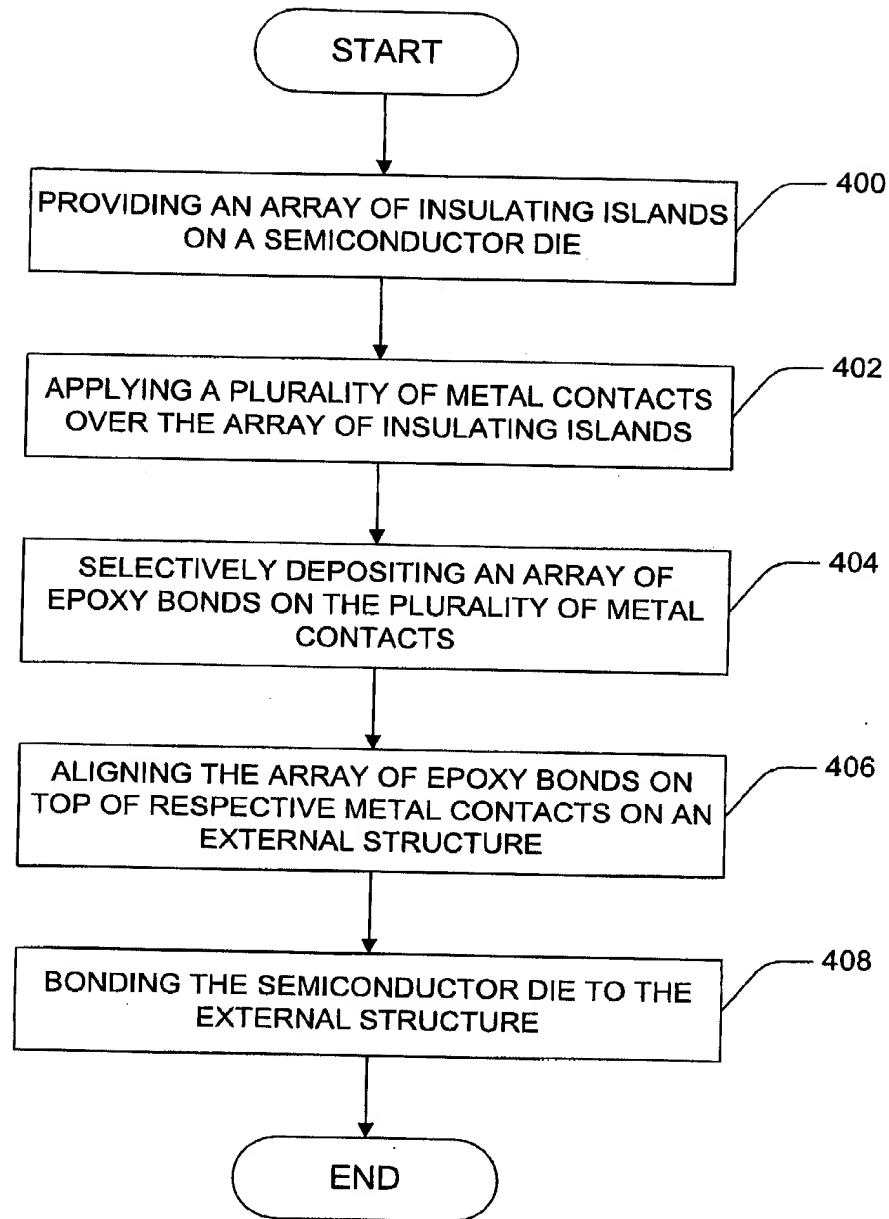 START
PROVIDING AN ARRAY OF INSULATING ISLANDS
ON A SEMICONDUCTOR DIE
400
APPLYING A PLURALITY OF METAL CONTACTS
OVER THE ARRAY OF INSULATING ISLANDS
402
SELECTIVELY DEPOSITING AN ARRAY OF
EPOXY BONDS ON THE PLURALITY OF METAL
CONTACTS
404
ALIGNING THE ARRAY OF EPOXY BONDS ON
TOP OF RESPECTIVE METAL CONTACTS ON AN
EXTERNAL STRUCTURE
406
BONDING THE SEMICONDUCTOR DIE TO THE
EXTERNAL STRUCTURE
408
END